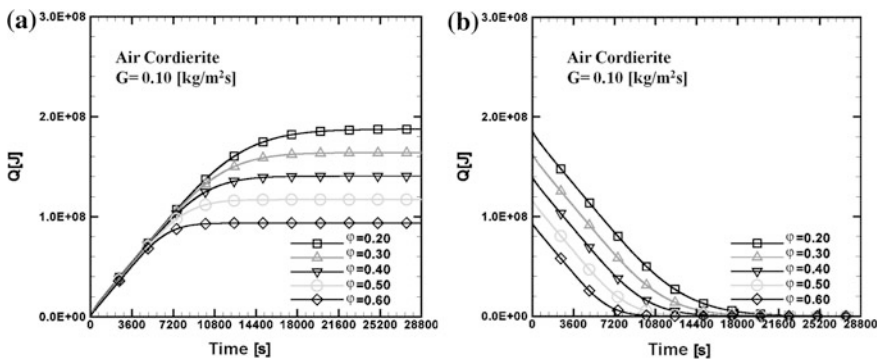 (a)
3.0E+08
Air Cordierite
G= 0.10 [kg/m²s]
2.0E+08
Q[J]
1.0E+08
φ=0.20
φ=0.30
φ=0.40
φ=0.50
φ=0.60
0.0E+00
0 3600 7200 10800 14400 18000 21600 25200 28800
Time [s]
(b)
3.0E+08
Air Cordierite
G= 0.10 [kg/m²s]
2.0E+08
Q[J]
1.0E+08
φ=0.20
φ=0.30
φ=0.40
φ=0.50
φ=0.60
0.0E+00
0 3600 7200 10800 14400 18000 21600 25200 28800
Time [s]